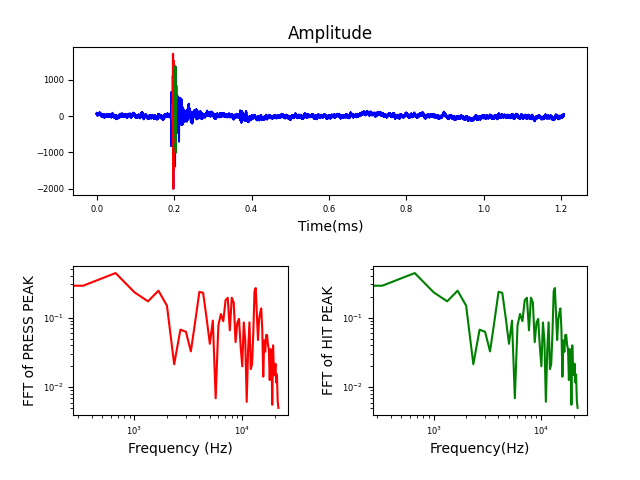 Amplitude
1000
0
−1000
−2000
0.0 0.2 0.4 0.6 0.8 1.0 1.2
Time(ms)
FFT of PRESS PEAK
10⁻¹
10⁻²
10³ 10⁴
Frequency (Hz)
FFT of HIT PEAK
10⁻¹
10⁻²
10³ 10⁴
Frequency(Hz)